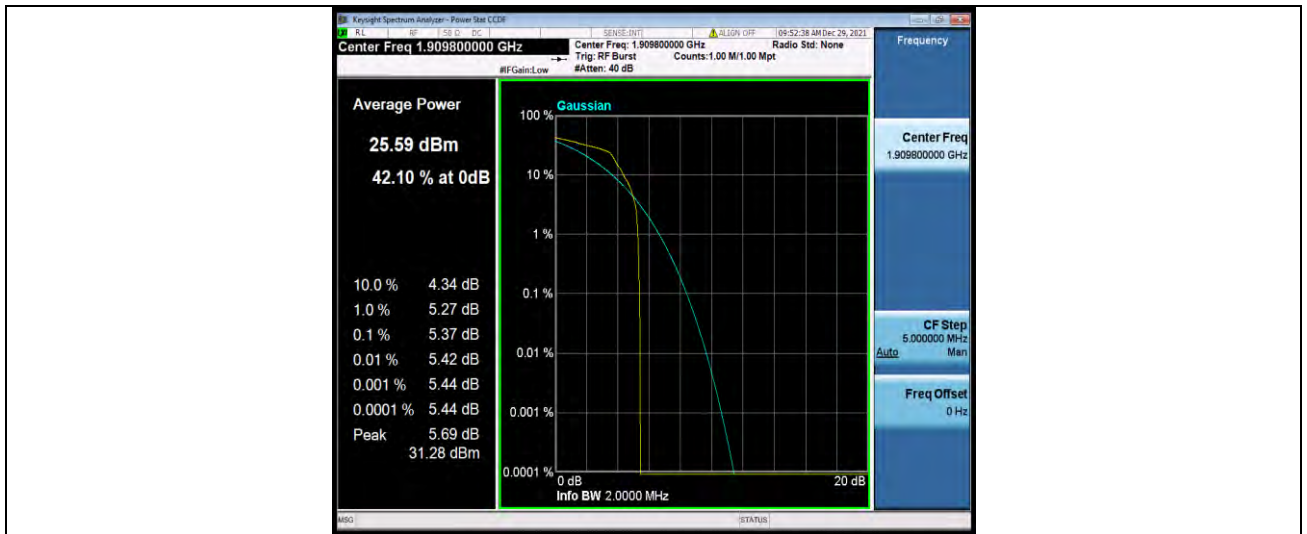 Keysight Spectrum Analyzer - Power Stat CCDF
RL RF 50 Ω DC SENSE:INT ALIGN OFF 09:52:38 AM Dec 29, 2021
Center Freq 1.909800000 GHz
Center Freq: 1.909800000 GHz Radio Std: None
Trig: RF Burst Counts:1.00 M/1.00 Mpt
#IFGain:Low #Atten: 40 dB
Frequency
Average Power
25.59 dBm
42.10 % at 0dB
10.0 % 4.34 dB
1.0 % 5.27 dB
0.1 % 5.37 dB
0.01 % 5.42 dB
0.001 % 5.44 dB
0.0001 % 5.44 dB
Peak 5.69 dB
31.28 dBm
Gaussian
100 %
10 %
1 %
0.1 %
0.01 %
0.001 %
0.0001 %
0 dB 20 dB
Info BW 2.0000 MHz
Center Freq
1.909800000 GHz
CF Step
5.000000 MHz
Auto Man
Freq Offset
0 Hz
MSG STATUS